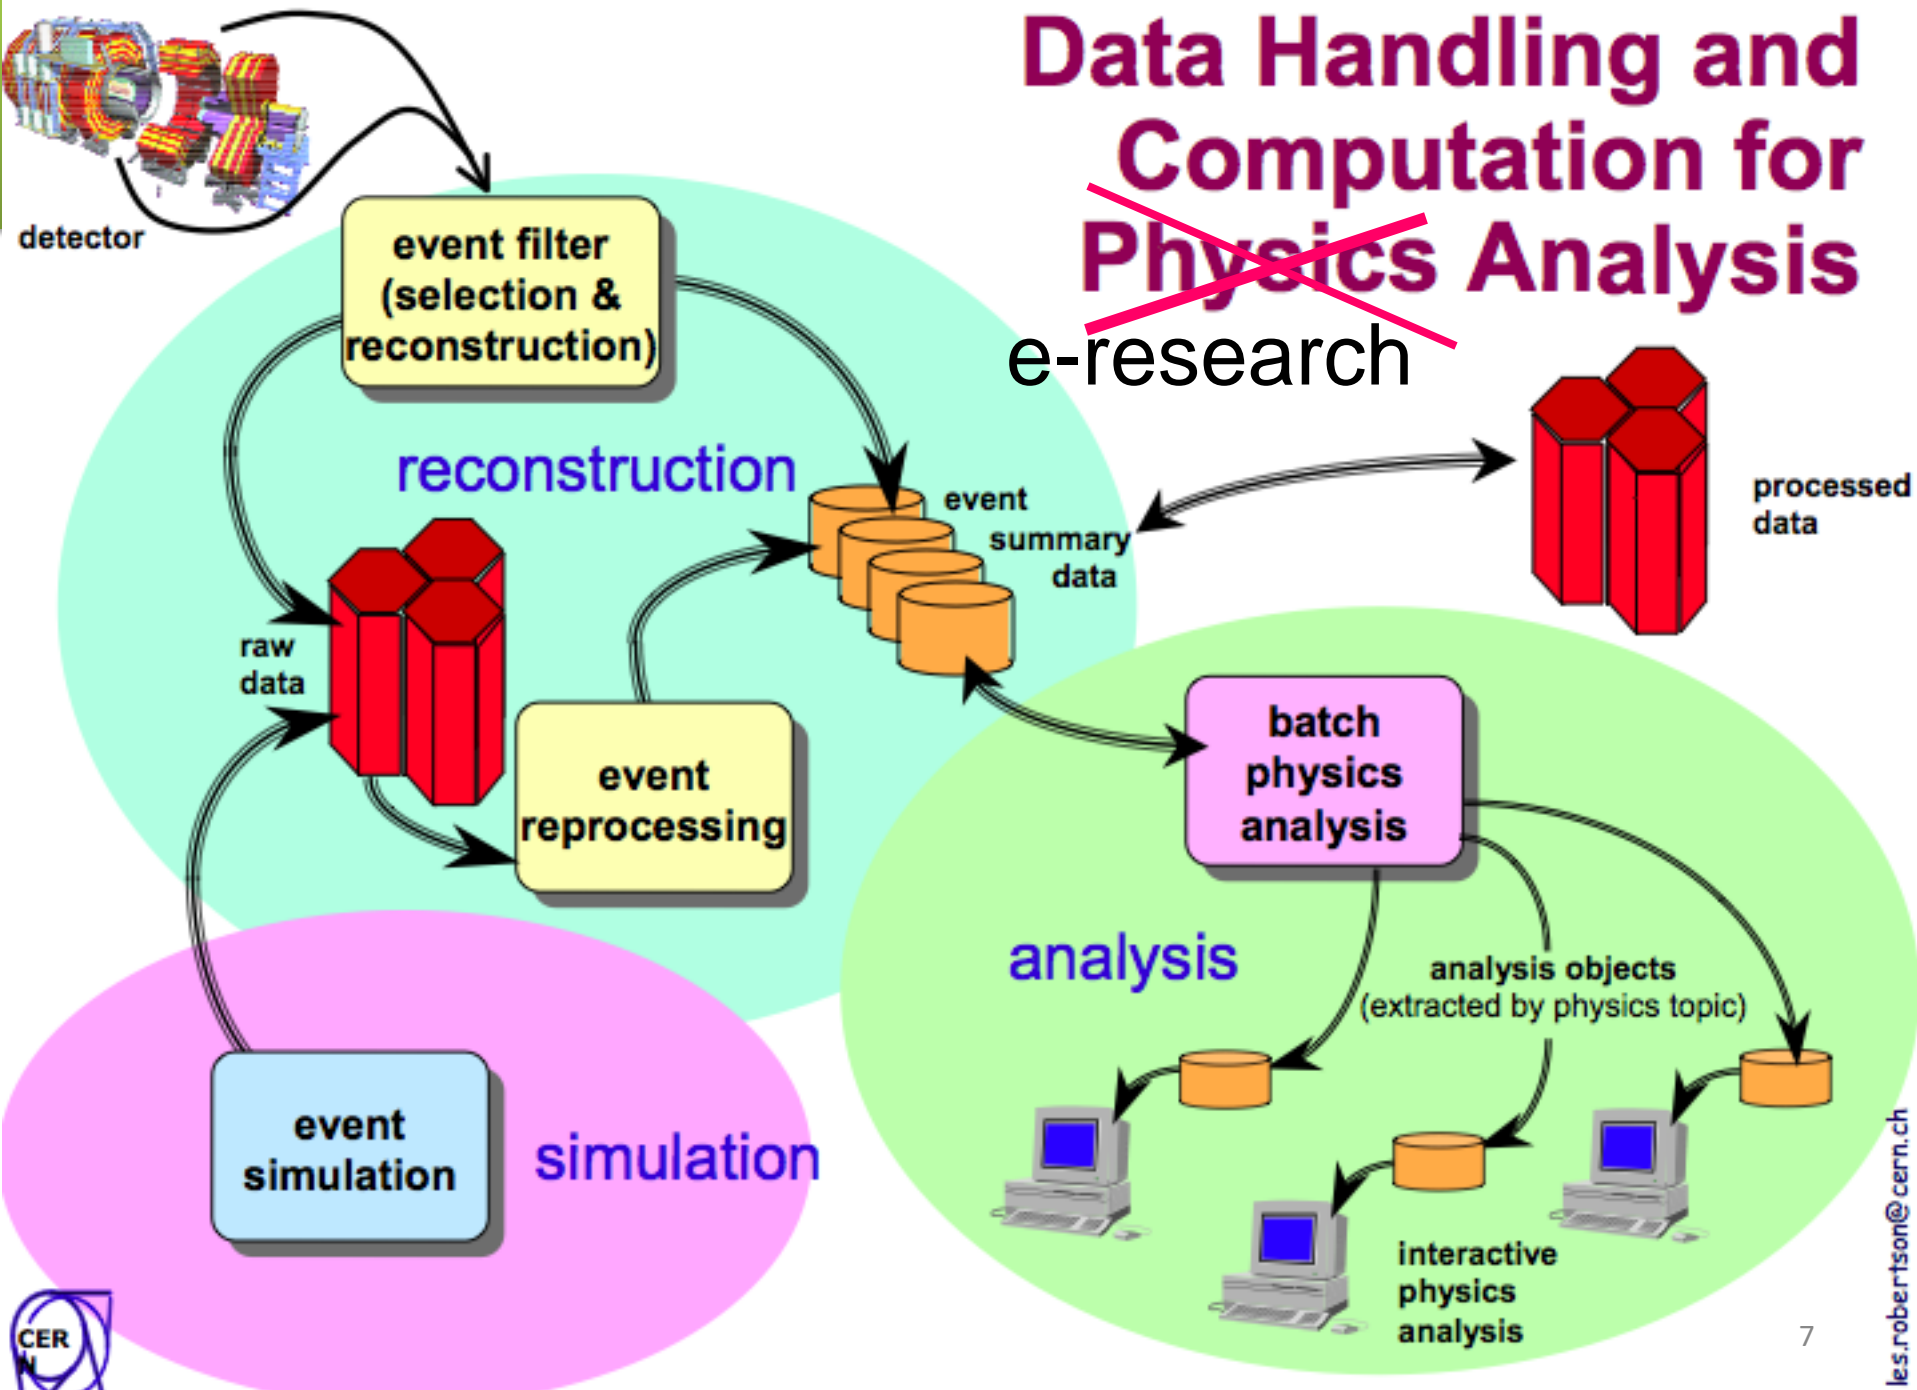 Data Handling and
Computation for
Physics Analysis
e-research
detector
event filter
(selection &
reconstruction)
reconstruction
event
summary
data
processed
data
raw
data
event
reprocessing
batch
physics
analysis
analysis
analysis objects
(extracted by physics topic)
event
simulation
simulation
interactive
physics
analysis
CER
N
7
les.robertson@cern.ch